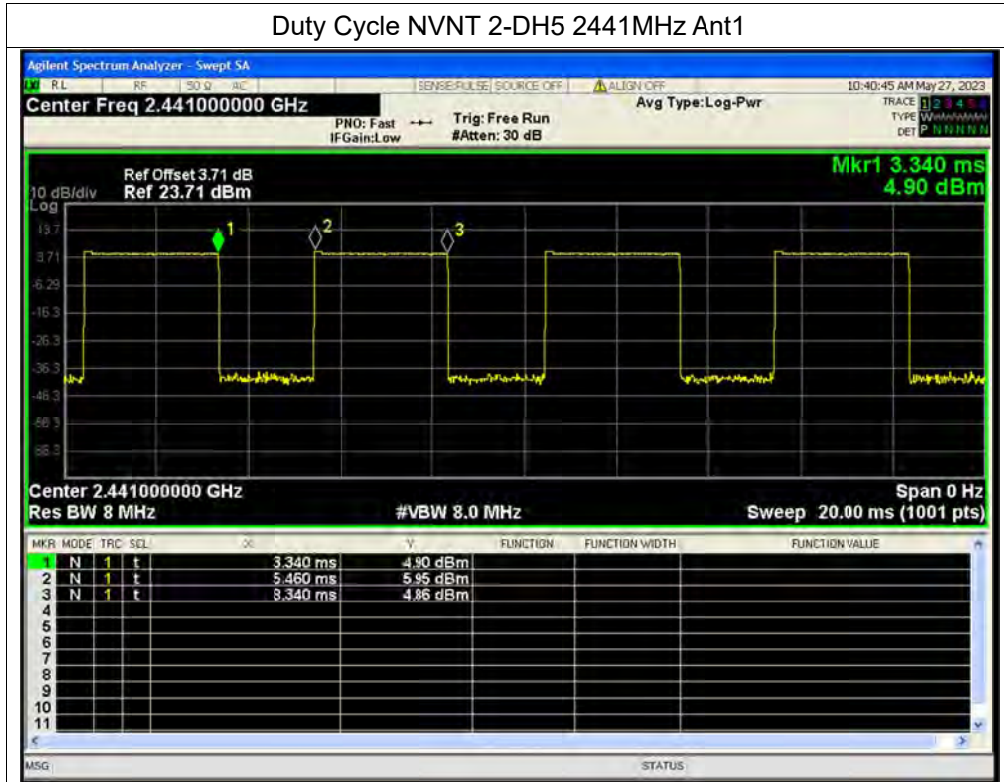 Duty Cycle NVNT 2-DH5 2441MHz Ant1
Agilent Spectrum Analyzer - Swept SA
RL RF 50 Ω AC SENSE:PULSE SOURCE OFF ALIGN OFF 10:40:45 AM May 27, 2023
Center Freq 2.441000000 GHz Avg Type:Log-Pwr TRACE 1 2 3 4 5 6
PNO: Fast Trig: Free Run TYPE W
IFGain:Low #Atten: 30 dB DET P N N N N N
Mkr1 3.340 ms
4.90 dBm
Ref Offset 3.71 dB
10 dB/div Ref 23.71 dBm
Log
13.7
3.71
-6.29
-16.3
-26.3
-36.3
-46.3
-56.3
-66.3
1
2
3
Center 2.441000000 GHz Span 0 Hz
Res BW 8 MHz #VBW 8.0 MHz Sweep 20.00 ms (1001 pts)
MKR MODE TRC SCL X Y FUNCTION FUNCTION WIDTH FUNCTION VALUE
1 N 1 t 3.340 ms 4.90 dBm
2 N 1 t 5.460 ms 5.95 dBm
3 N 1 t 8.340 ms 4.86 dBm
4
5
6
7
8
9
10
11
MSG STATUS